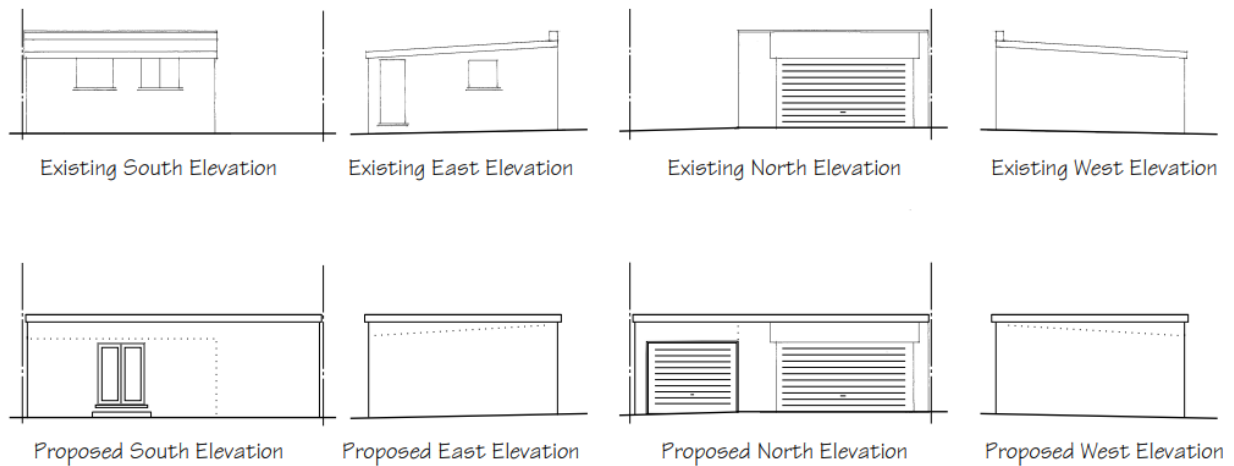 Existing South Elevation
Existing East Elevation
Existing North Elevation
Existing West Elevation
Proposed South Elevation
Proposed East Elevation
Proposed North Elevation
Proposed West Elevation